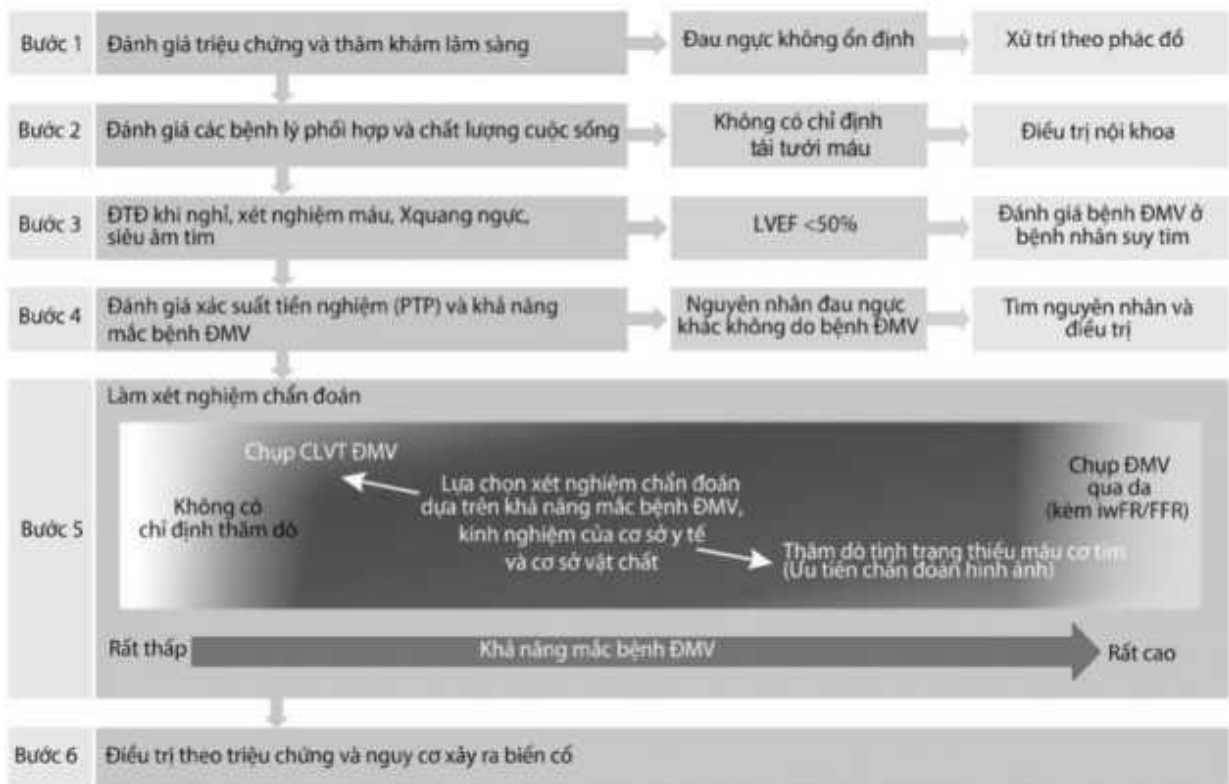 Bước 1
Đánh giá triệu chứng và thăm khám lâm sàng
Đau ngực không ổn định
Xử trí theo phác đồ
Bước 2
Đánh giá các bệnh lý phối hợp và chất lượng cuộc sống
Không có chỉ định
tái tưới máu
Điều trị nội khoa
Bước 3
ĐTĐ khi nghỉ, xét nghiệm máu, Xquang ngực,
siêu âm tim
LVEF <50%
Đánh giá bệnh ĐMV ở
bệnh nhân suy tim
Bước 4
Đánh giá xác suất tiền nghiệm (PTP) và khả năng
mắc bệnh ĐMV
Nguyên nhân đau ngực
khác không do bệnh ĐMV
Tìm nguyên nhân và
điều trị
Bước 5
Làm xét nghiệm chẩn đoán
Chụp CLVT ĐMV
Không có
chỉ định thăm dò
Lựa chọn xét nghiệm chẩn đoán
dựa trên khả năng mắc bệnh ĐMV,
kinh nghiệm của cơ sở y tế
và cơ sở vật chất
Thăm dò tình trạng thiếu máu cơ tim
(Ưu tiên chẩn đoán hình ảnh)
Chụp ĐMV
qua da
(kèm iwFR/FFR)
Rất thấp
Khả năng mắc bệnh ĐMV
Rất cao
Bước 6
Điều trị theo triệu chứng và nguy cơ xảy ra biến cố